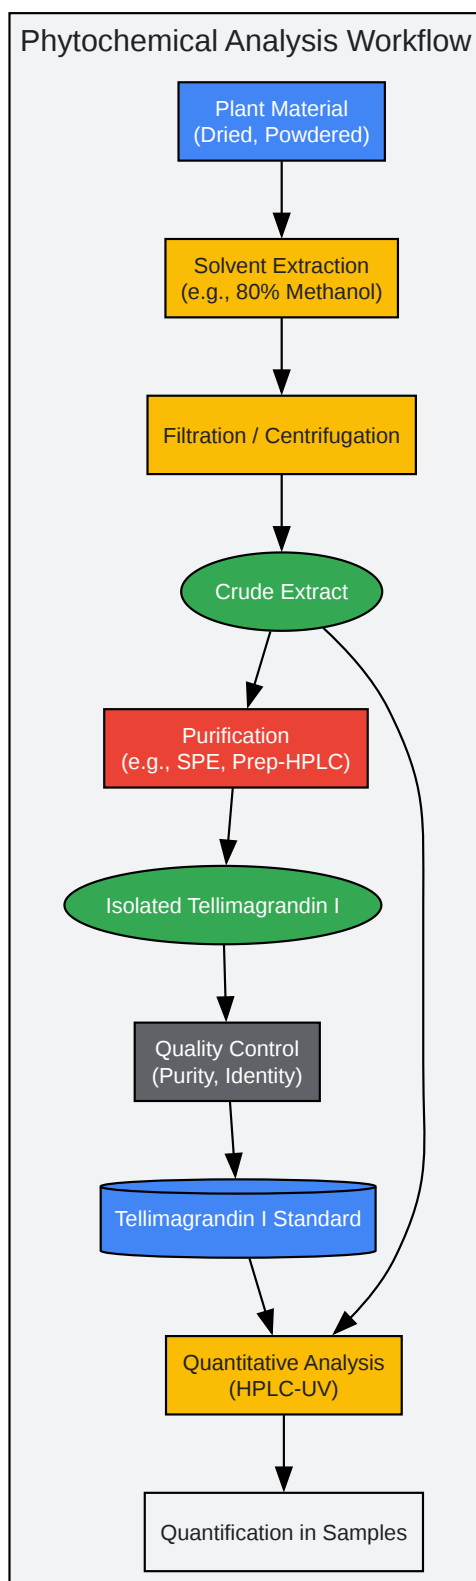 Phytochemical Analysis Workflow
Plant Material
(Dried, Powdered)
Solvent Extraction
(e.g., 80% Methanol)
Filtration / Centrifugation
Crude Extract
Purification
(e.g., SPE, Prep-HPLC)
Isolated Tellimagrandin I
Quality Control
(Purity, Identity)
Tellimagrandin I Standard
Quantitative Analysis
(HPLC-UV)
Quantification in Samples